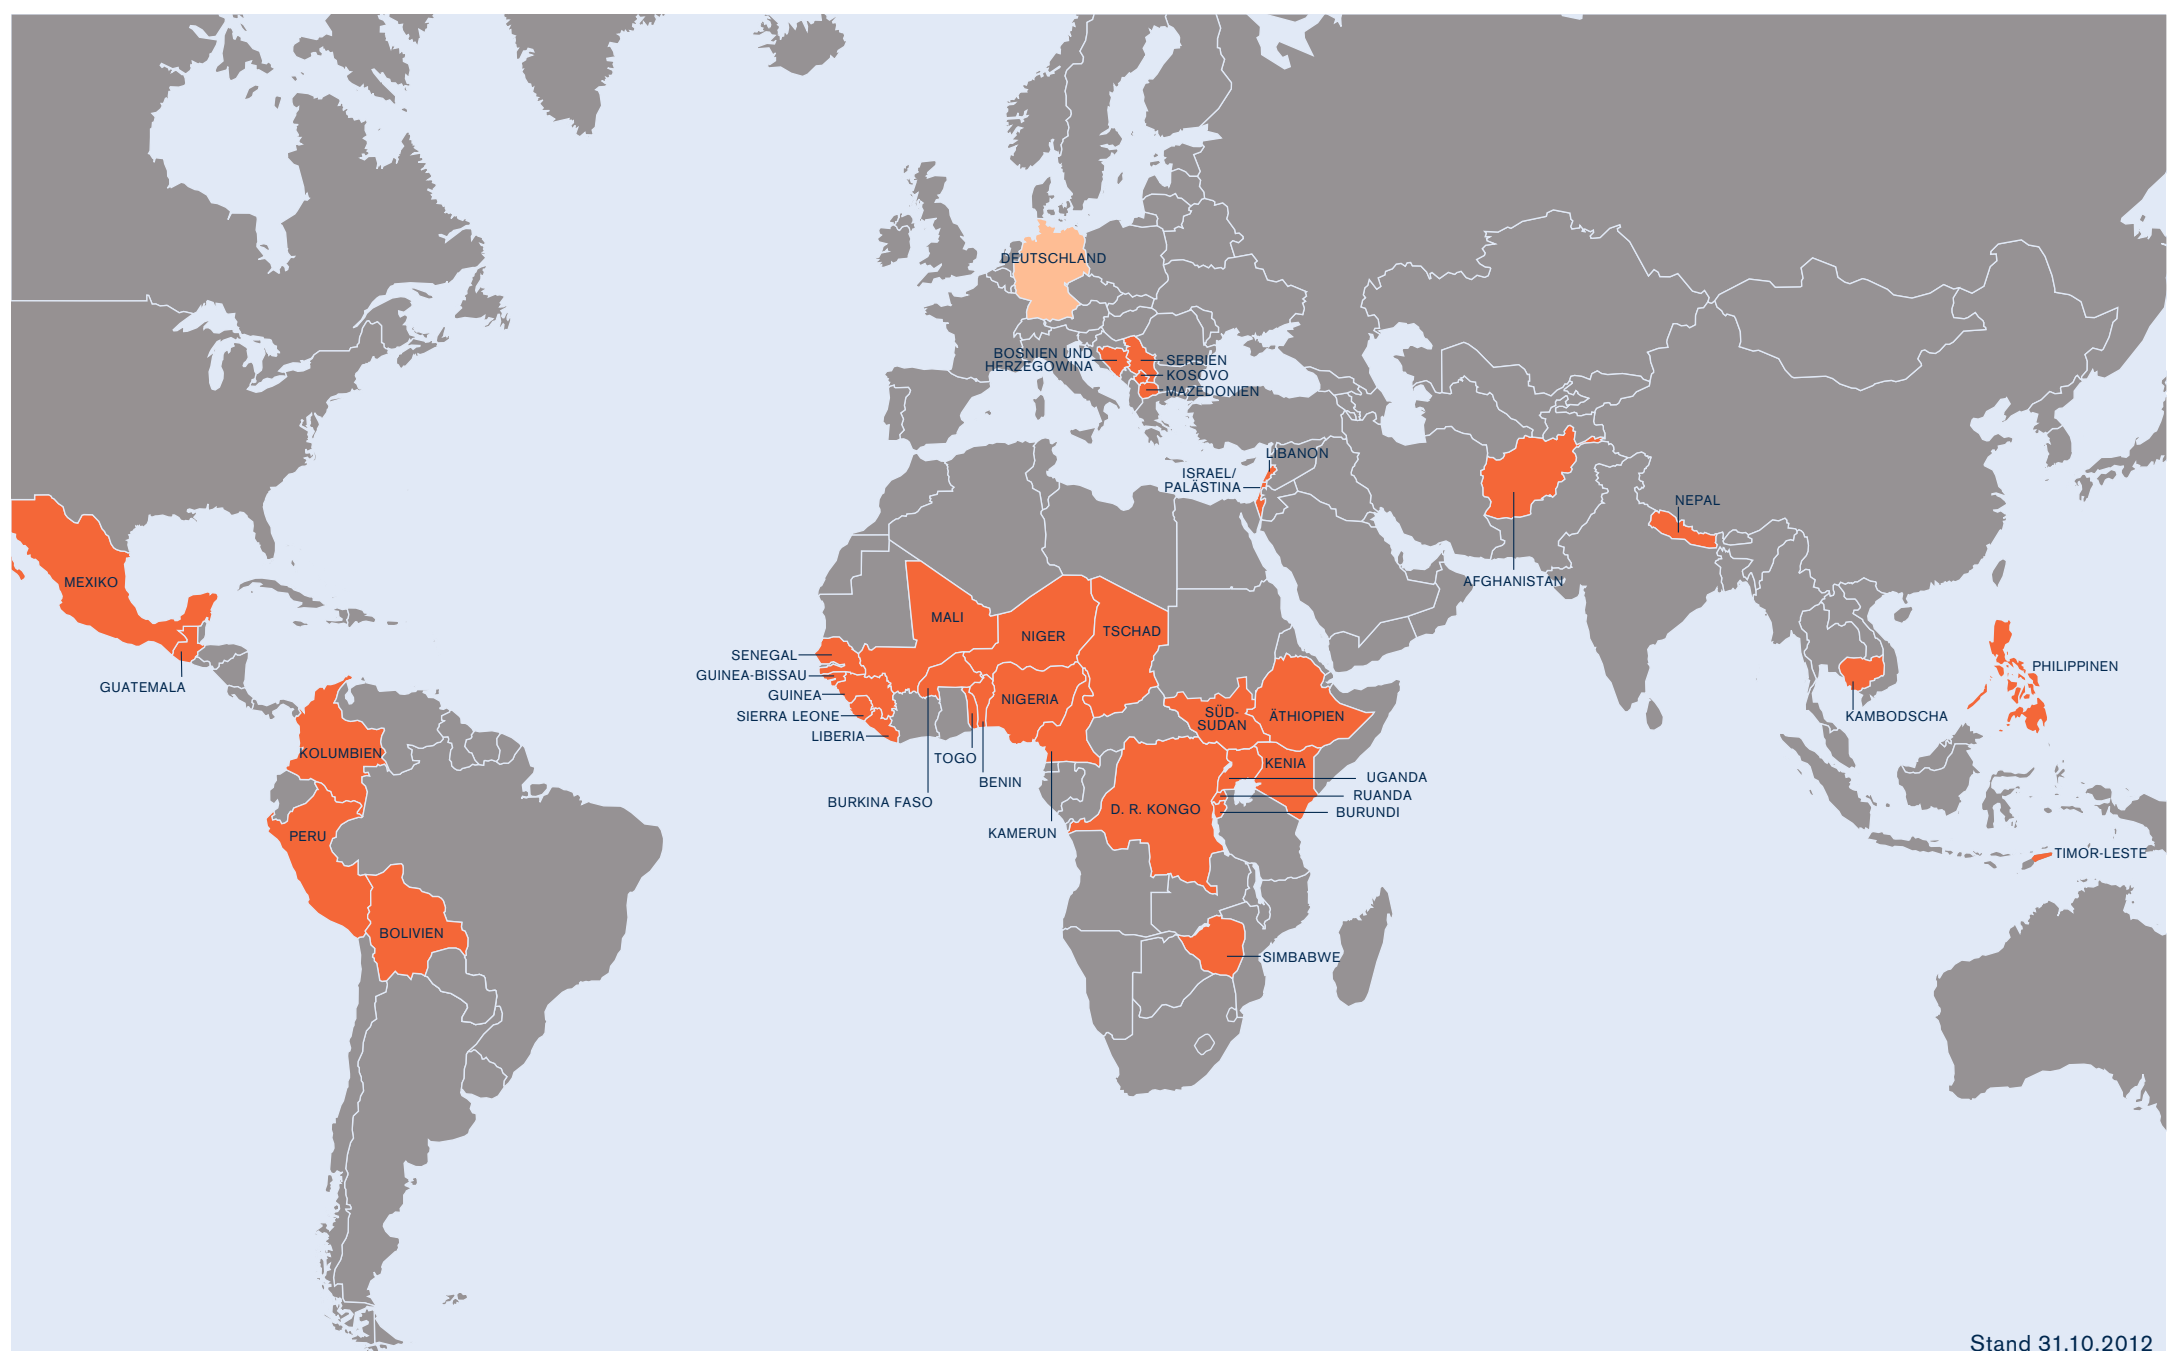 DEUTSCHLAND
BOSNIEN UND
HERZEGOWINA
SERBIEN
KOSOVO
MAZEDONIEN
LIBANON
ISRAEL/
PALÄSTINA
NEPAL
AFGHANISTAN
MEXIKO
GUATEMALA
MALI
NIGER
TSCHAD
SENEGAL
GUINEA-BISSAU
GUINEA
SIERRA LEONE
LIBERIA
NIGERIA
SÜD-
SUDAN
ÄTHIOPIEN
PHILIPPINEN
KAMBODSCHA
KOLUMBIEN
TOGO
BENIN
BURKINA FASO
KAMERUN
KENIA
UGANDA
RUANDA
BURUNDI
D. R. KONGO
PERU
TIMOR-LESTE
BOLIVIEN
SIMBABWE
Stand 31.10.2012